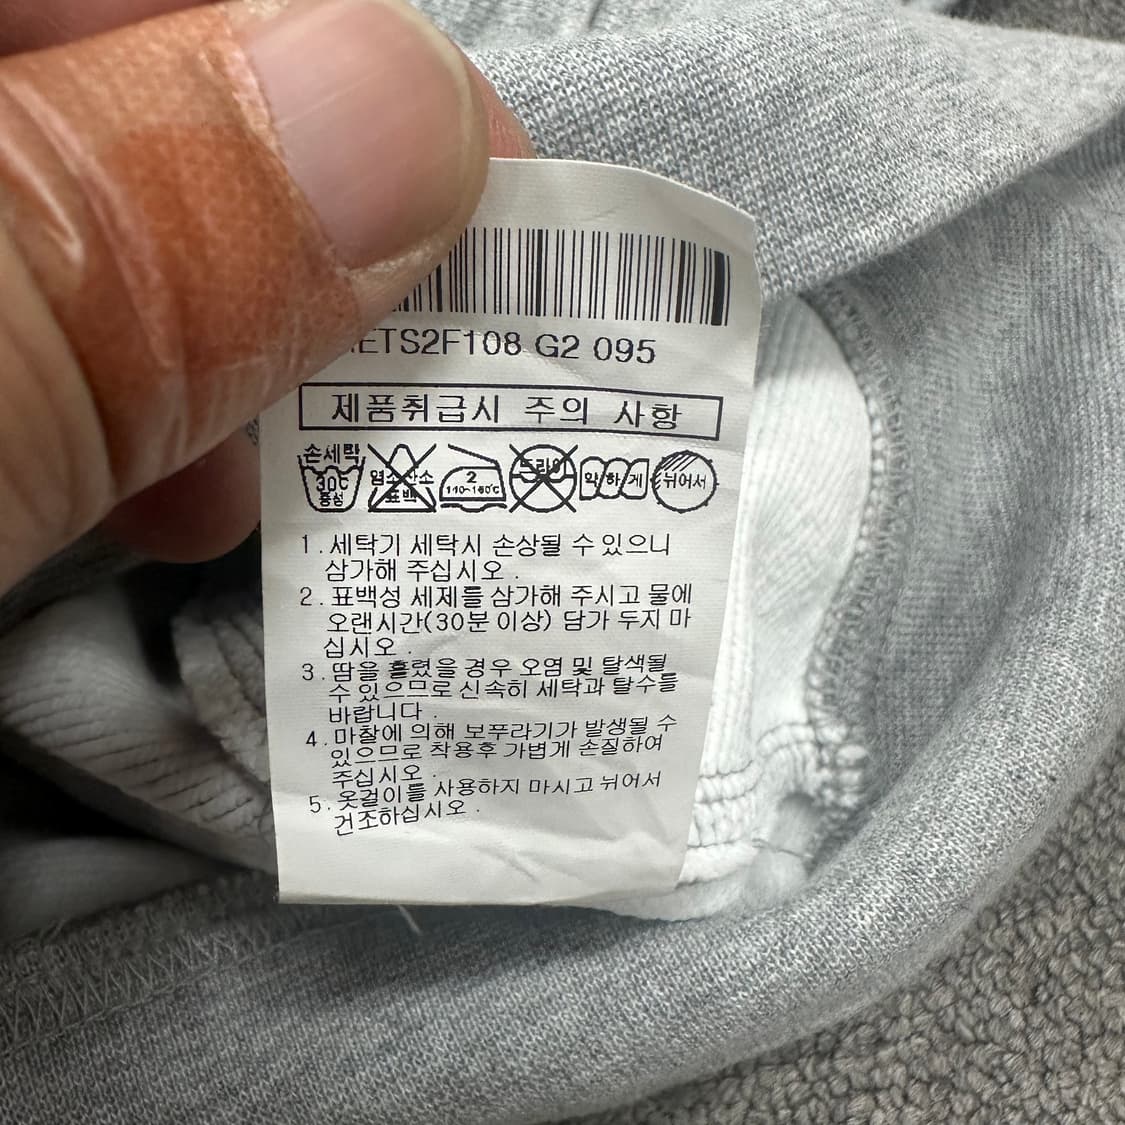 ETS2F108 G2 095
제품취급시 주의 사항
손세탁 30℃ 중성
염소산소 표백
2 140~160℃
드라이
약하게
뉘어서
1. 세탁기 세탁시 손상될 수 있으니
삼가해 주십시오.
2. 표백성 세제를 삼가해 주시고 물에
오랜시간(30분 이상) 담가 두지 마
십시오.
3. 땀을 흘렸을 경우 오염 및 탈색될
수 있으므로 신속히 세탁과 탈수를
바랍니다.
4. 마찰에 의해 보푸라기가 발생될 수
있으므로 착용후 가볍게 손질하여
주십시오.
5. 옷걸이를 사용하지 마시고 뉘어서
건조하십시오.